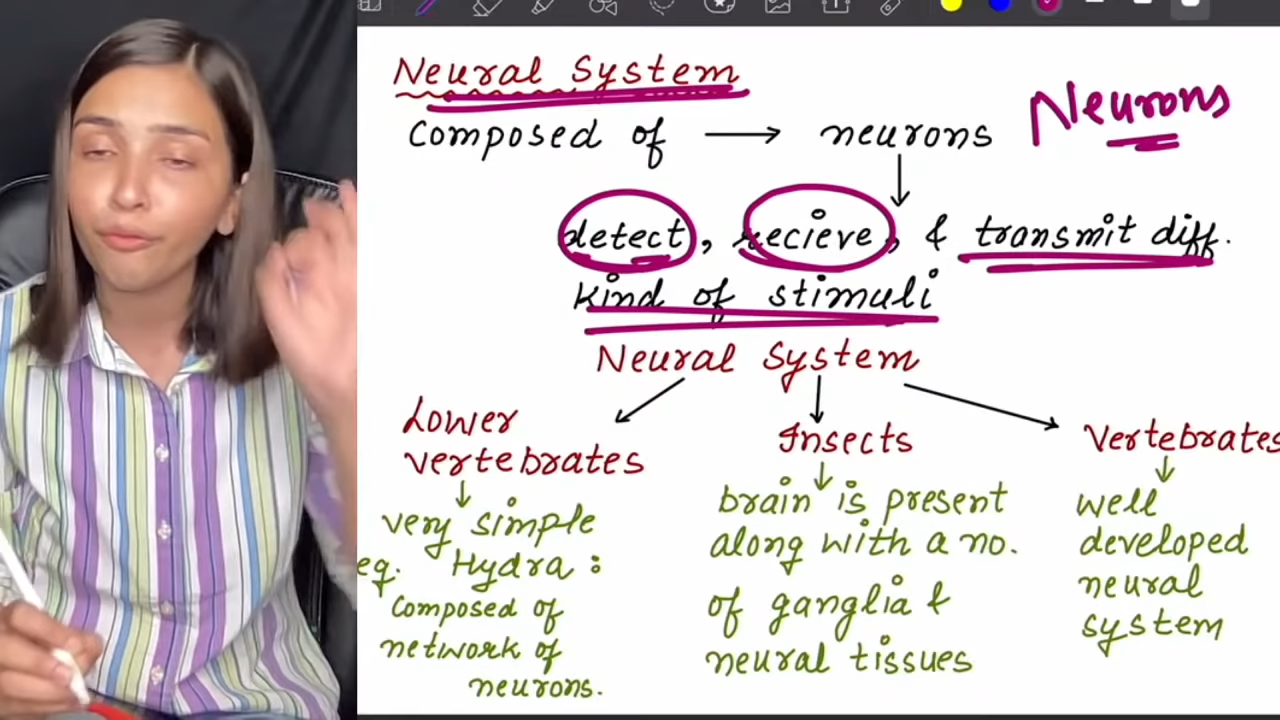 Neural System
Composed of → neurons
Neurons
detect, recieve, & transmit diff.
kind of stimuli
Neural System
Lower vertebrates
very simple
eg. Hydra :
Composed of
network of
neurons.
Insects
brain is present
along with a no.
of ganglia &
neural tissues
Vertebrates
well
developed
neural
system